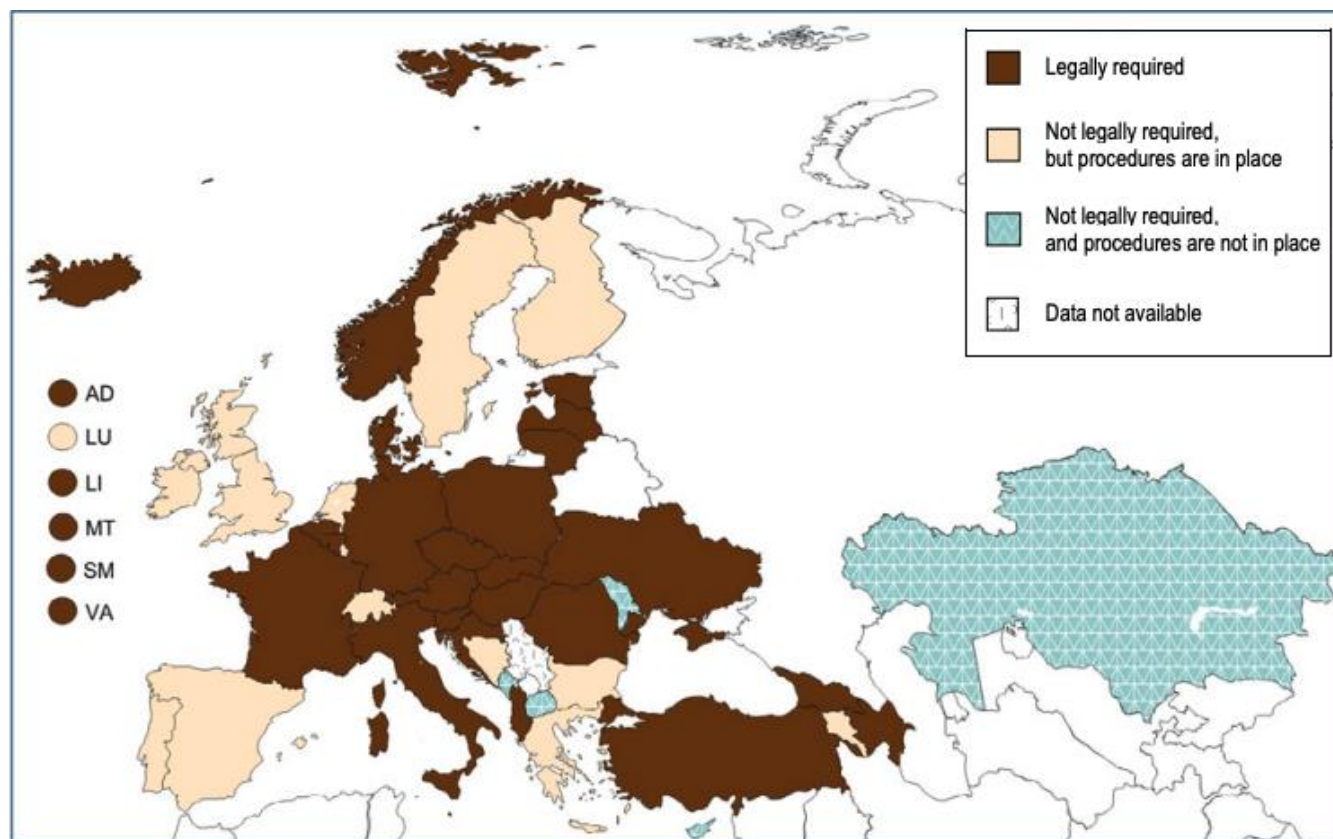 Legally required
Not legally required,
but procedures are in place
Not legally required,
and procedures are not in place
Data not available
AD
LU
LI
MT
SM
VA